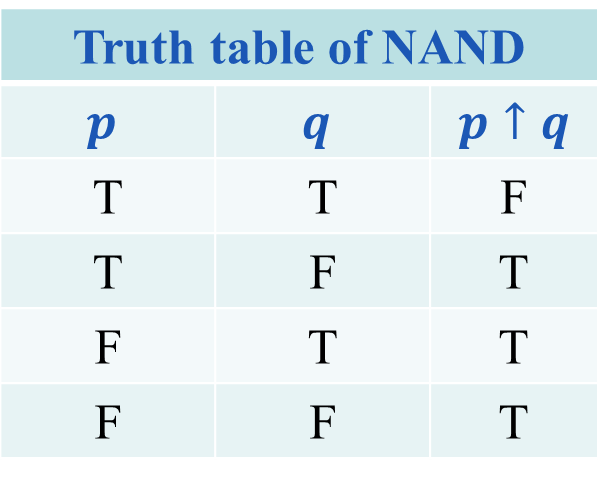 Truth table of NAND
p q p ↑ q
T T F
T F T
F T T
F F T